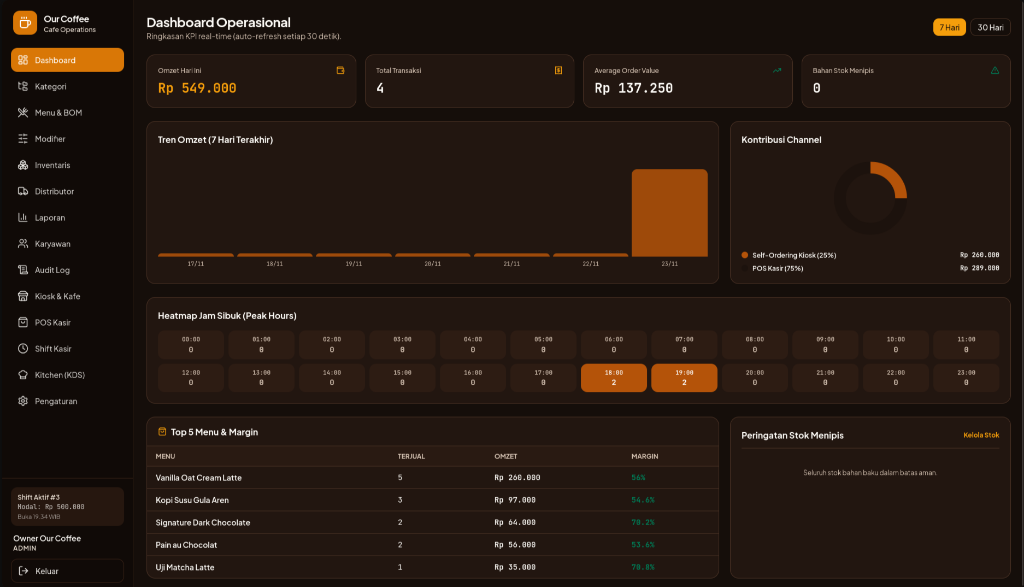 Our Coffee
Cafe Operations
Dashboard
Kategori
Menu & BOM
Modifier
Inventaris
Distributor
Laporan
Karyawan
Audit Log
Kiosk & Kafe
POS Kasir
Shift Kasir
Kitchen (KDS)
Pengaturan
Shift Aktif #3
Modal: Rp 500.000
Buka 19.34 WIB
Owner Our Coffee
ADMIN
Keluar
Dashboard Operasional
Ringkasan KPI real-time (auto-refresh setiap 30 detik).
7 Hari
30 Hari
Omzet Hari Ini
Rp 549.000
Total Transaksi
4
Average Order Value
Rp 137.250
Bahan Stok Menipis
0
Tren Omzet (7 Hari Terakhir)
17/11 18/11 19/11 20/11 21/11 22/11 23/11
Kontribusi Channel
Self-Ordering Kiosk (25%) Rp 260.000
POS Kasir (75%) Rp 289.000
Heatmap Jam Sibuk (Peak Hours)
00:00 01:00 02:00 03:00 04:00 05:00 06:00 07:00 08:00 09:00 10:00 11:00
0 0 0 0 0 0 0 0 0 0 0 0
12:00 13:00 14:00 15:00 16:00 17:00 18:00 19:00 20:00 21:00 22:00 23:00
0 0 0 0 0 0 2 2 0 0 0 0
Top 5 Menu & Margin
MENU TERJUAL OMZET MARGIN
Vanilla Oat Cream Latte 5 Rp 260.000 56%
Kopi Susu Gula Aren 3 Rp 97.000 54.6%
Signature Dark Chocolate 2 Rp 64.000 70.2%
Pain au Chocolat 2 Rp 56.000 53.6%
Uji Matcha Latte 1 Rp 35.000 70.8%
Peringatan Stok Menipis
Kelola Stok
Seluruh stok bahan baku dalam batas aman.